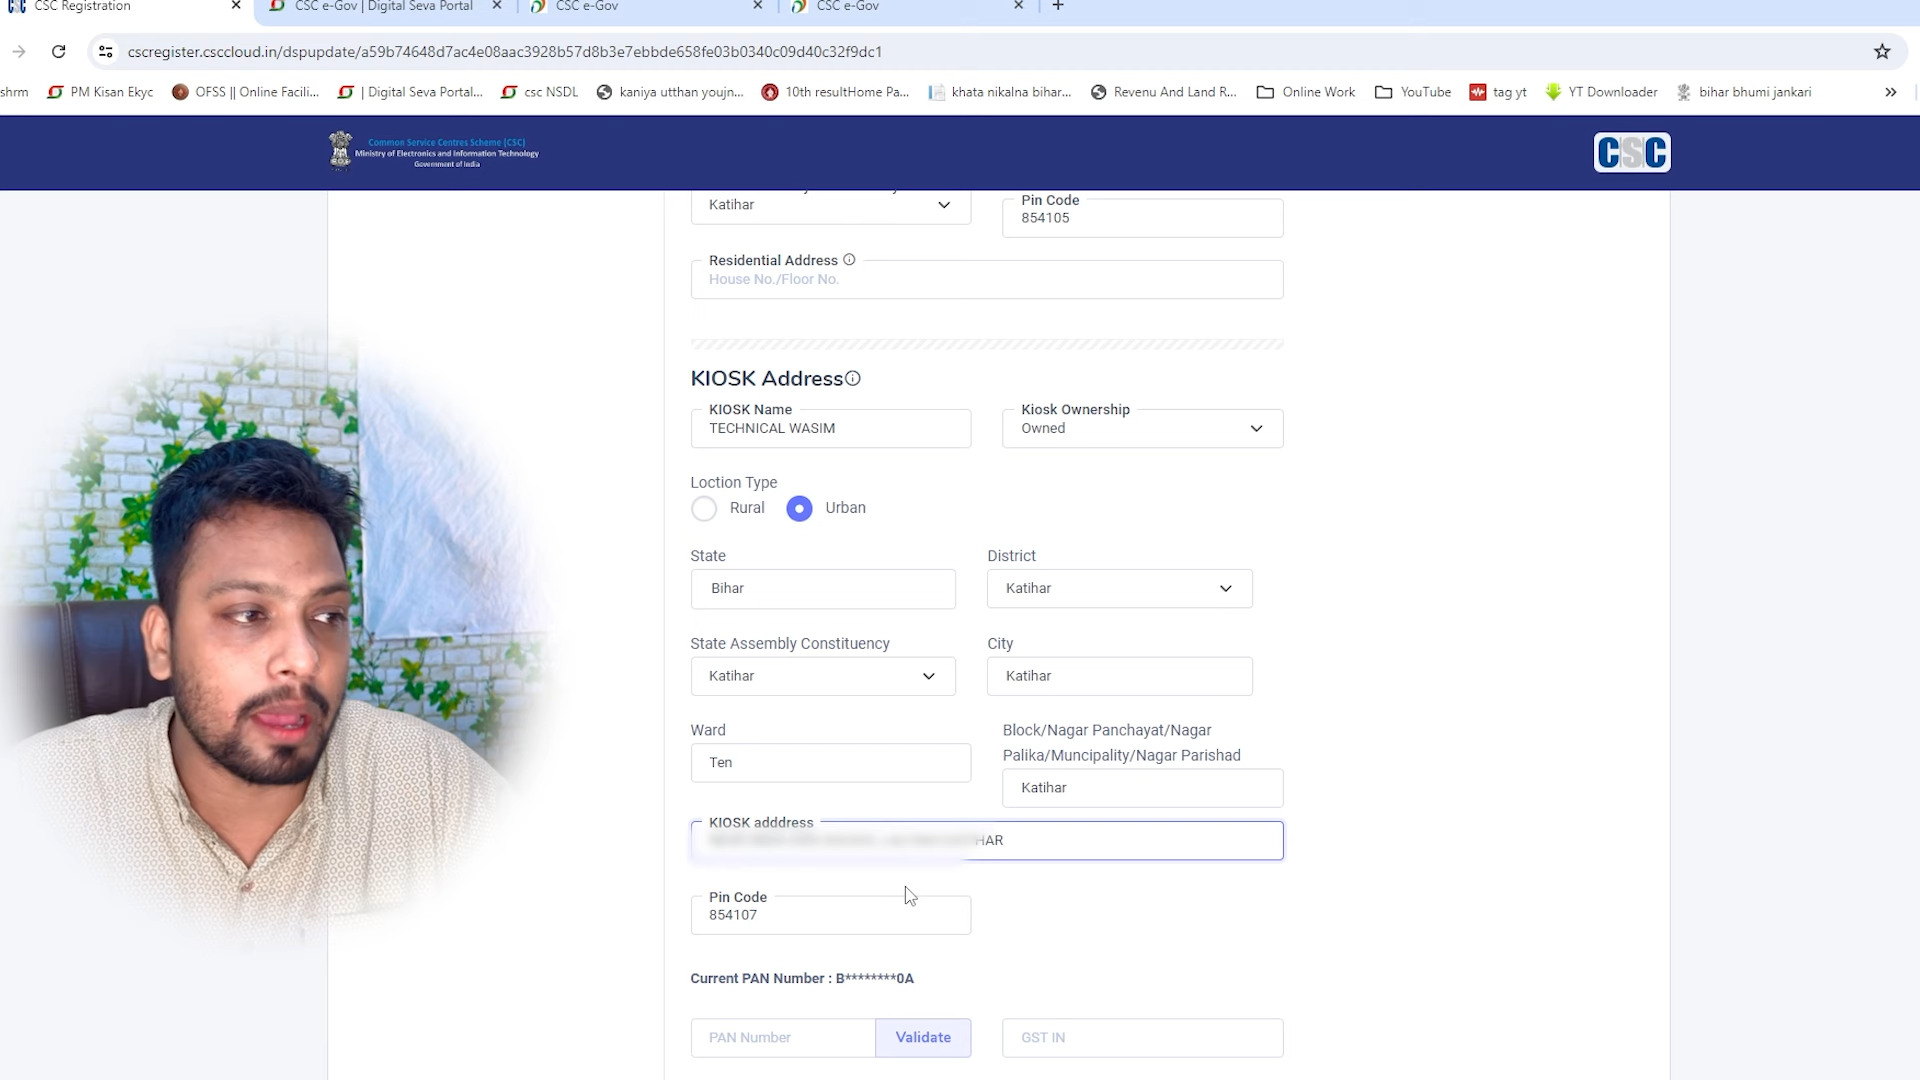 CSC Registration
CSC e-Gov | Digital Seva Portal
CSC e-Gov
CSC e-Gov
cscregister.csccloud.in/dspupdate/a59b74648d7ac4e08aac3928b57d8b3e7ebbde658fe03b0340c09d40c32f9dc1
shrm
PM Kisan Ekyc
OFSS || Online Facili...
| Digital Seva Portal...
csc NSDL
kaniya utthan youjn...
10th resultHome Pa...
khata nikalna bihar...
Revenu And Land R...
Online Work
YouTube
tag yt
YT Downloader
bihar bhumi jankari
Common Service Centres Scheme [CSC]
Ministry of Electronics and Information Technology
Government of India
CSC
Katihar
Pin Code
854105
Residential Address
House No./Floor No.
KIOSK Address
KIOSK Name
TECHNICAL WASIM
Kiosk Ownership
Owned
Loction Type
Rural
Urban
State
Bihar
District
Katihar
State Assembly Constituency
Katihar
City
Katihar
Ward
Ten
Block/Nagar Panchayat/Nagar
Palika/Muncipality/Nagar Parishad
Katihar
KIOSK adddress
HAR
Pin Code
854107
Current PAN Number : B********0A
PAN Number
Validate
GST IN